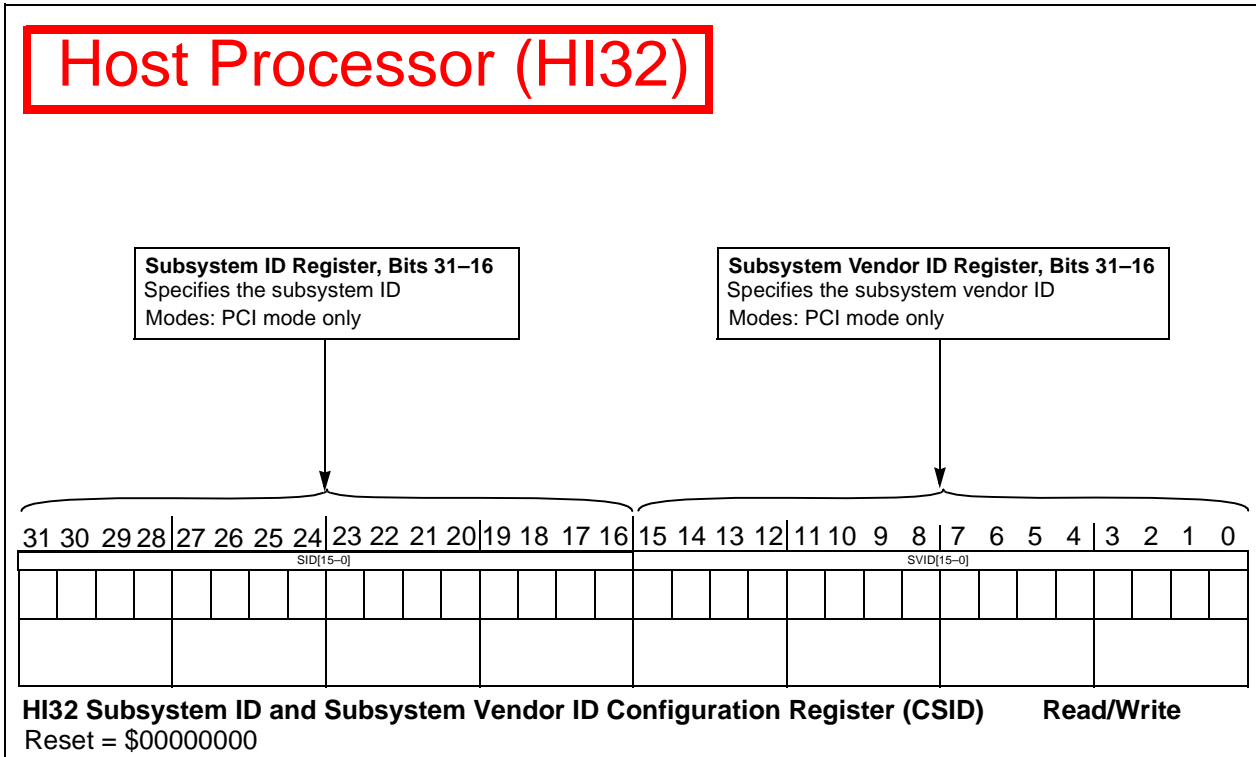 Host Processor (HI32)
Subsystem ID Register, Bits 31–16
Specifies the subsystem ID
Modes: PCI mode only
Subsystem Vendor ID Register, Bits 31–16
Specifies the subsystem vendor ID
Modes: PCI mode only
31 30 29 28 27 26 25 24 23 22 21 20 19 18 17 16 15 14 13 12 11 10 9 8 7 6 5 4 3 2 1 0
SID[15–0] SVID[15–0]
HI32 Subsystem ID and Subsystem Vendor ID Configuration Register (CSID) Read/Write
Reset = $00000000